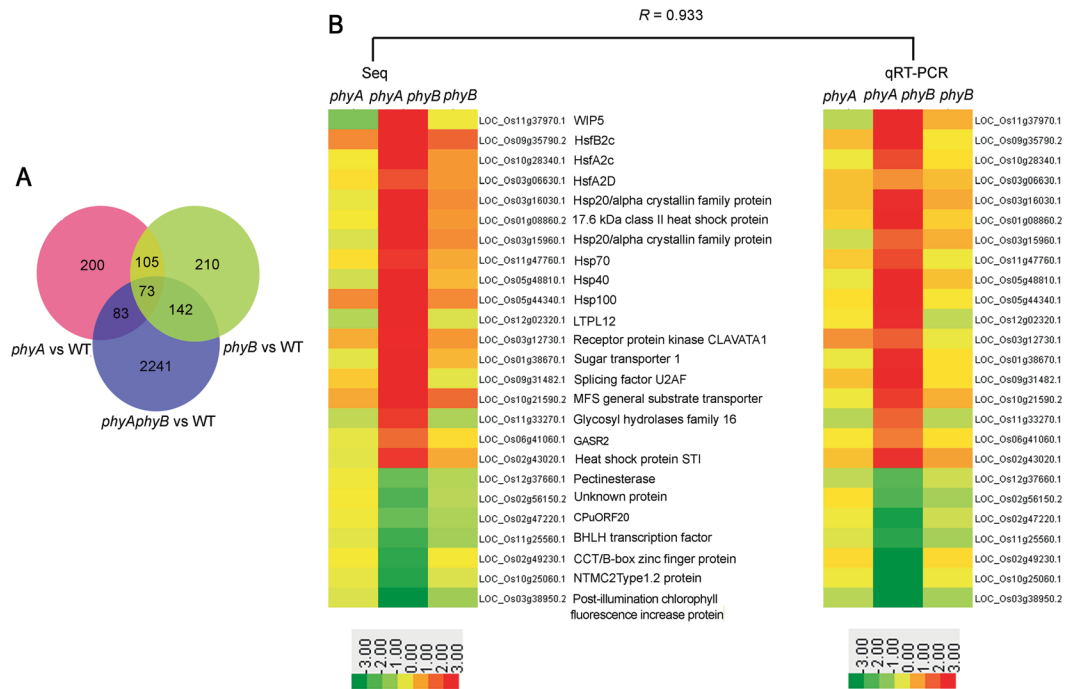 A
200
105
210
73
83
142
2241
phyA vs WT
phyB vs WT
phyAphyB vs WT
B
R = 0.933
Seq
qRT-PCR
phyA phyA phyB phyB
phyA phyA phyB phyB
LOC_Os11g37970.1 WIP5 LOC_Os11g37970.1
LOC_Os09g35790.2 HsfB2c LOC_Os09g35790.2
LOC_Os10g28340.1 HsfA2c LOC_Os10g28340.1
LOC_Os03g06630.1 HsfA2D LOC_Os03g06630.1
LOC_Os03g16030.1 Hsp20/alpha crystallin family protein LOC_Os03g16030.1
LOC_Os01g08860.2 17.6 kDa class II heat shock protein LOC_Os01g08860.2
LOC_Os03g15960.1 Hsp20/alpha crystallin family protein LOC_Os03g15960.1
LOC_Os11g47760.1 Hsp70 LOC_Os11g47760.1
LOC_Os05g48810.1 Hsp40 LOC_Os05g48810.1
LOC_Os05g44340.1 Hsp100 LOC_Os05g44340.1
LOC_Os12g02320.1 LTPL12 LOC_Os12g02320.1
LOC_Os03g12730.1 Receptor protein kinase CLAVATA1 LOC_Os03g12730.1
LOC_Os01g38670.1 Sugar transporter 1 LOC_Os01g38670.1
LOC_Os09g31482.1 Splicing factor U2AF LOC_Os09g31482.1
LOC_Os10g21590.2 MFS general substrate transporter LOC_Os10g21590.2
LOC_Os11g33270.1 Glycosyl hydrolases family 16 LOC_Os11g33270.1
LOC_Os06g41060.1 GASR2 LOC_Os06g41060.1
LOC_Os02g43020.1 Heat shock protein STI LOC_Os02g43020.1
LOC_Os12g37660.1 Pectinesterase LOC_Os12g37660.1
LOC_Os02g56150.2 Unknown protein LOC_Os02g56150.2
LOC_Os02g47220.1 CPuORF20 LOC_Os02g47220.1
LOC_Os11g25560.1 BHLH transcription factor LOC_Os11g25560.1
LOC_Os02g49230.1 CCT/B-box zinc finger protein LOC_Os02g49230.1
LOC_Os10g25060.1 NTMC2Type1.2 protein LOC_Os10g25060.1
LOC_Os03g38950.2 Post-illumination chlorophyll LOC_Os03g38950.2
fluorescence increase protein
-3.00 -2.00 -1.00 0.00 1.00 2.00 3.00
-3.00 -2.00 -1.00 0.00 1.00 2.00 3.00